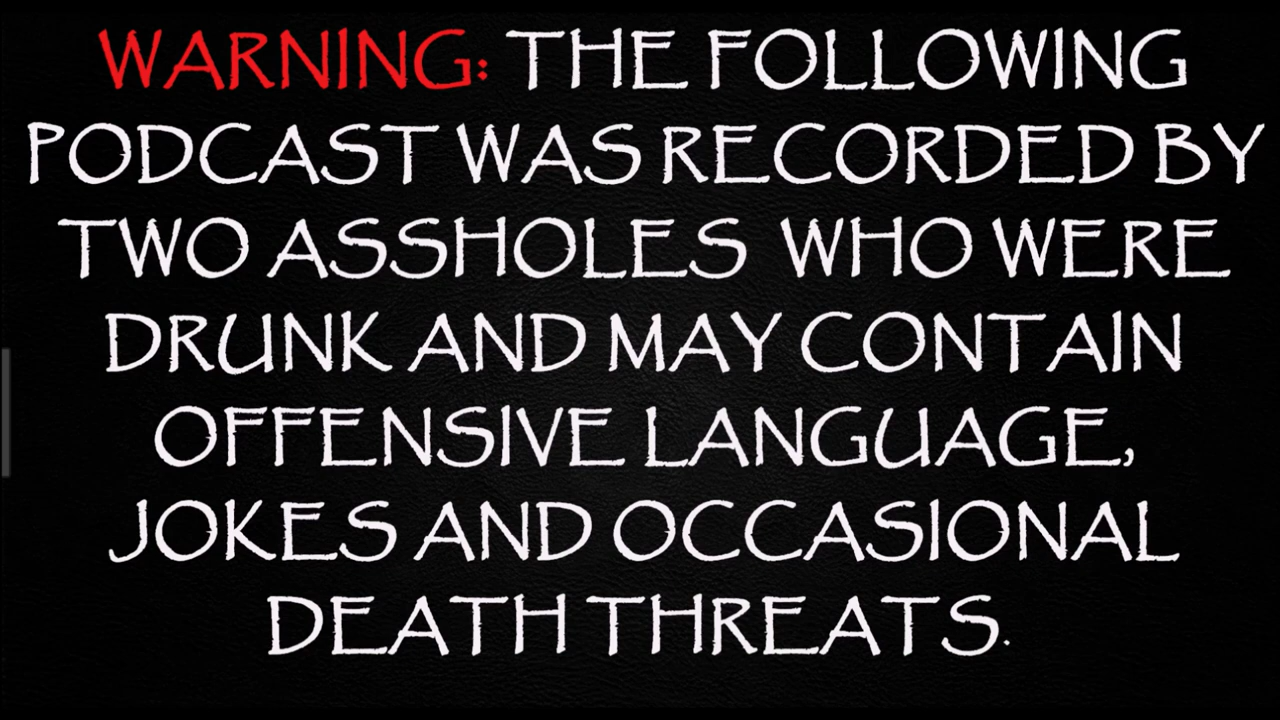 WARNING: THE FOLLOWING
PODCAST WAS RECORDED BY
TWO ASSHOLES WHO WERE
DRUNK AND MAY CONTAIN
OFFENSIVE LANGUAGE,
JOKES AND OCCASIONAL
DEATH THREATS.